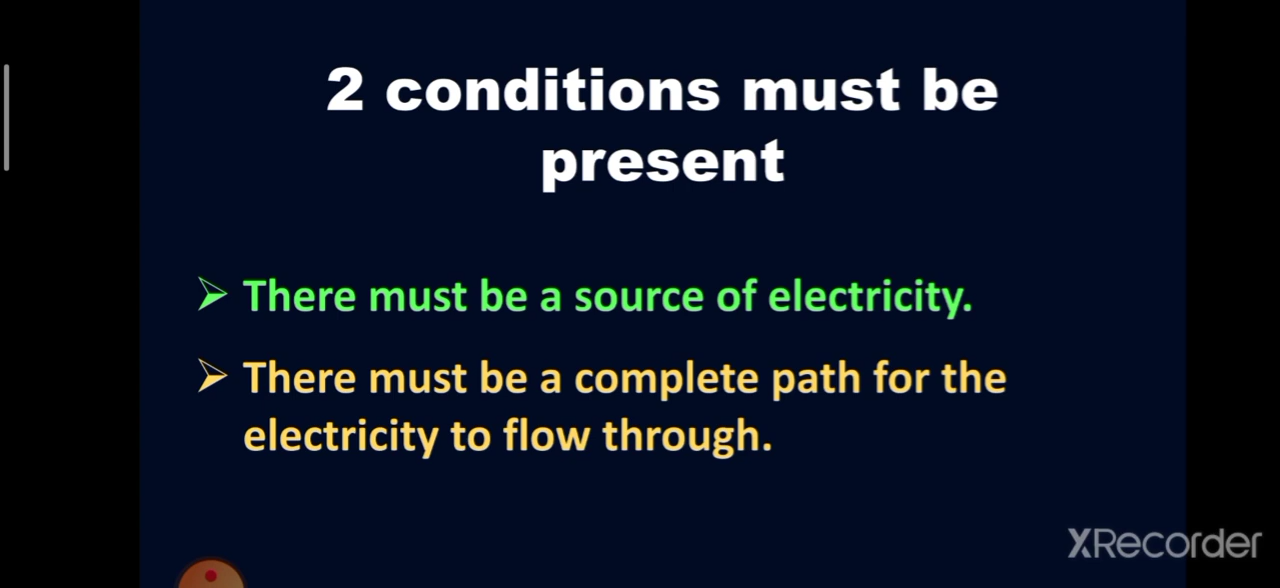 2 conditions must be
present
➢ There must be a source of electricity.
➢ There must be a complete path for the
electricity to flow through.
XRecorder